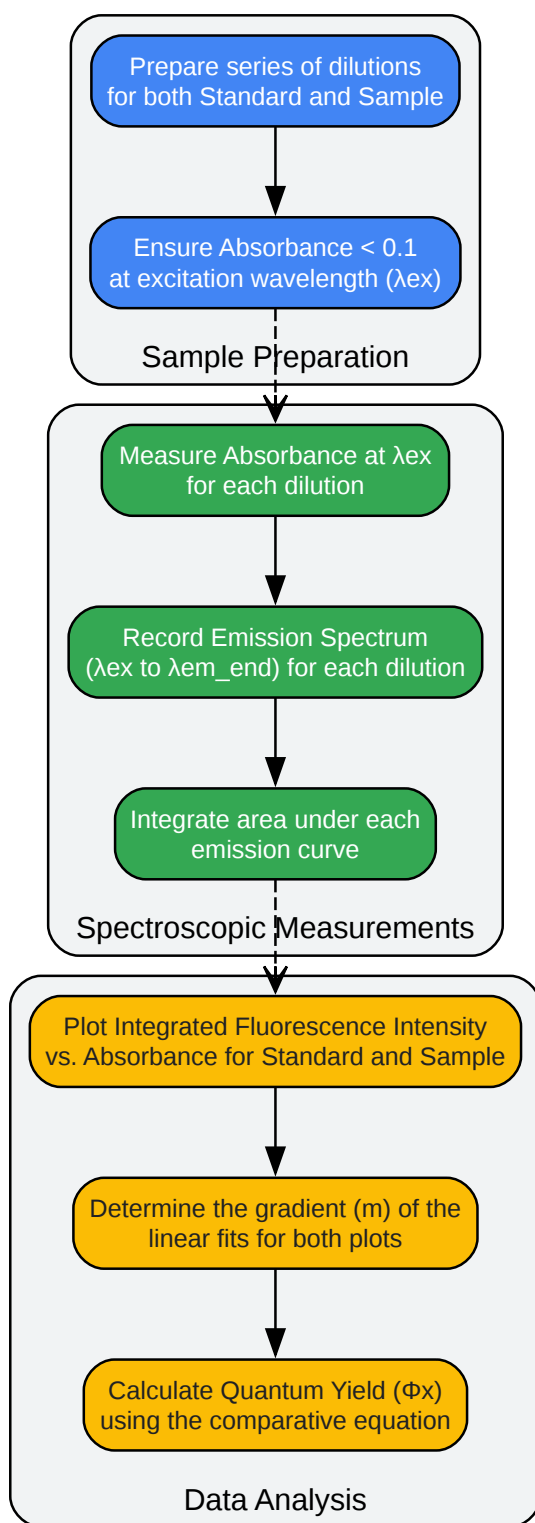 Prepare series of dilutions
for both Standard and Sample
Ensure Absorbance < 0.1
at excitation wavelength (λex)
Sample Preparation
Measure Absorbance at λex
for each dilution
Record Emission Spectrum
(λex to λem_end) for each dilution
Integrate area under each
emission curve
Spectroscopic Measurements
Plot Integrated Fluorescence Intensity
vs. Absorbance for Standard and Sample
Determine the gradient (m) of the
linear fits for both plots
Calculate Quantum Yield (Φx)
using the comparative equation
Data Analysis